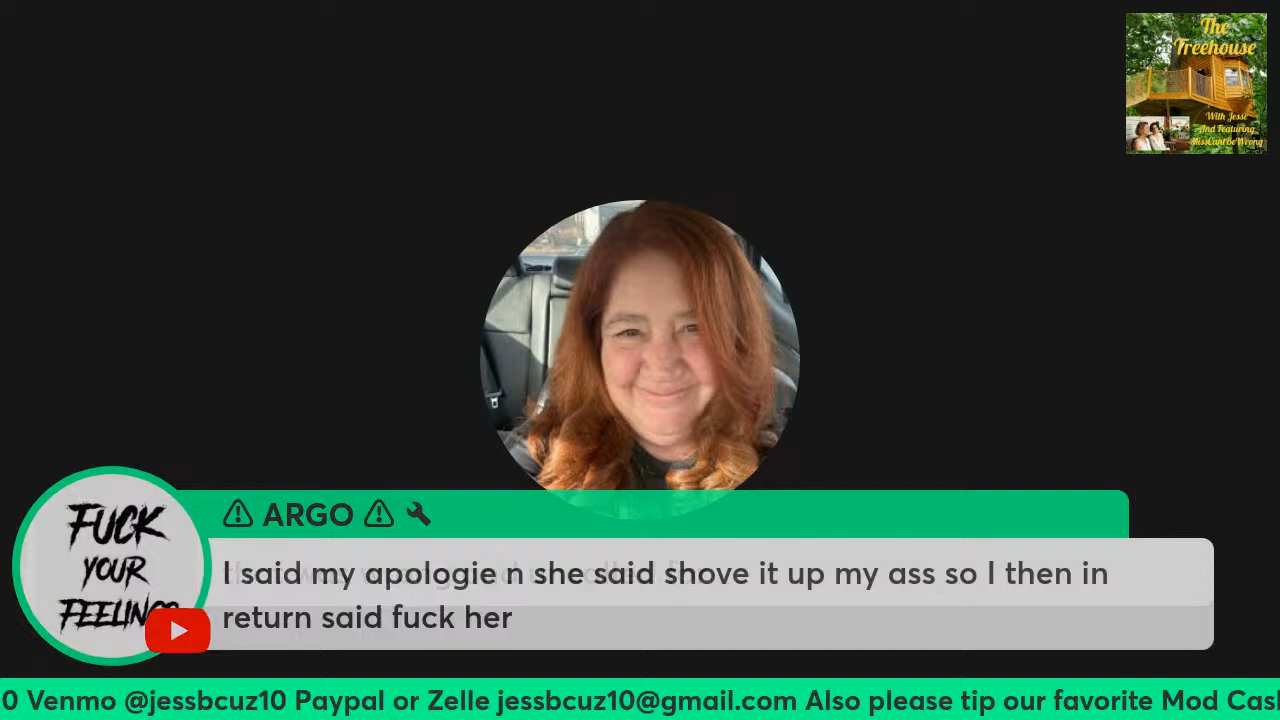 The
Treehouse
With Jesse
And Featuring
MissCantBeWrong
⚠ ARGO ⚠ 🔧
I said my apologie n she said shove it up my ass so I then in
return said fuck her
FUCK
YOUR
FEELINGS
0 Venmo @jessbcuz10 Paypal or Zelle jessbcuz10@gmail.com Also please tip our favorite Mod Cas